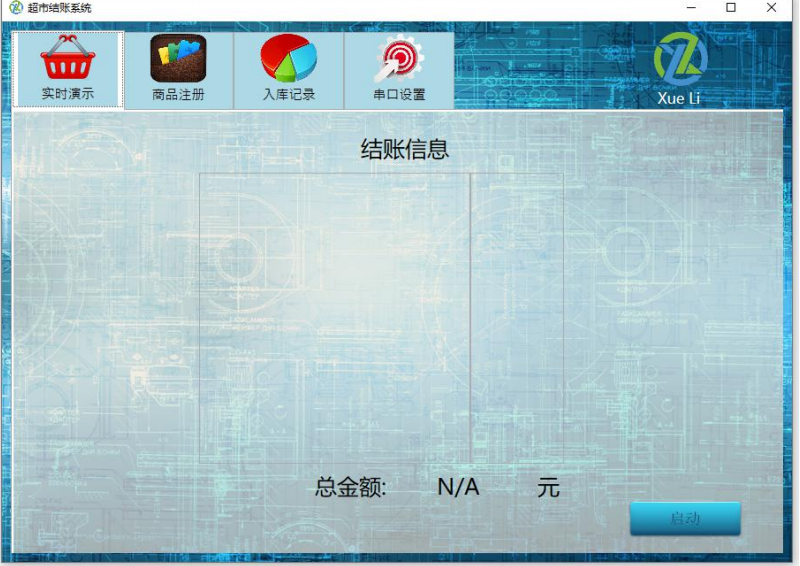 超市结账系统
实时演示
商品注册
入库记录
串口设置
Xue Li
结账信息
总金额: N/A 元
启动